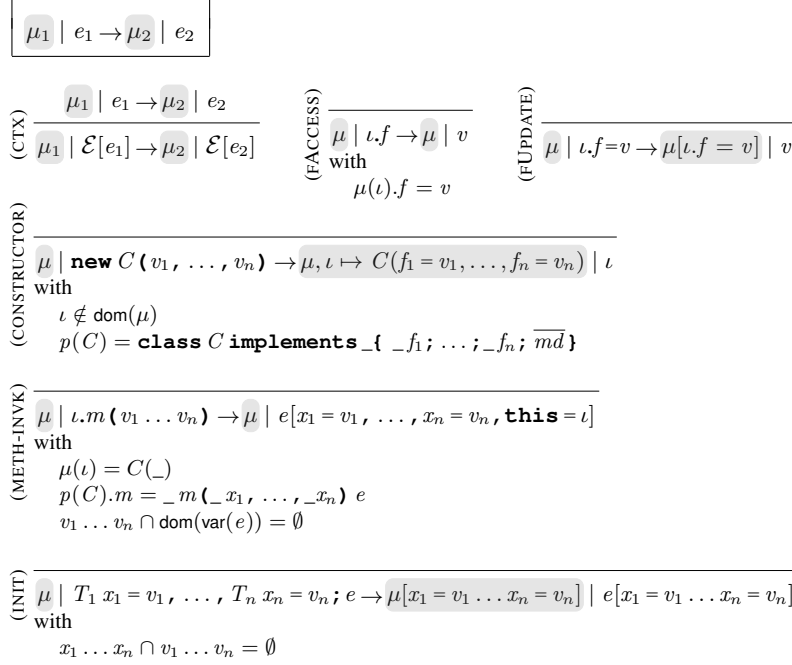 μ₁ | e₁ → μ₂ | e₂
(CTX)
μ₁ | e₁ → μ₂ | e₂
μ₁ | ℰ[e₁] → μ₂ | ℰ[e₂]
(FACCESS)
μ | ι.f → μ | v
with
μ(ι).f = v
(FUPDATE)
μ | ι.f=v → μ[ι.f = v] | v
(CONSTRUCTOR)
μ | new C(v₁, ..., vₙ) → μ, ι ↦ C(f₁ = v₁, ..., fₙ = vₙ) | ι
with
ι ∉ dom(μ)
p(C) = class C implements _{ _f₁; ...; _fₙ; m̅d̅ }
(METH-INVK)
μ | ι.m(v₁ ... vₙ) → μ | e[x₁ = v₁, ..., xₙ = vₙ, this = ι]
with
μ(ι) = C(_)
p(C).m = _ m(_ x₁, ..., _xₙ) e
v₁ ... vₙ ∩ dom(var(e)) = ∅
(INIT)
μ | T₁ x₁ = v₁, ..., Tₙ xₙ = vₙ; e → μ[x₁ = v₁ ... xₙ = vₙ] | e[x₁ = v₁ ... xₙ = vₙ]
with
x₁ ... xₙ ∩ v₁ ... vₙ = ∅